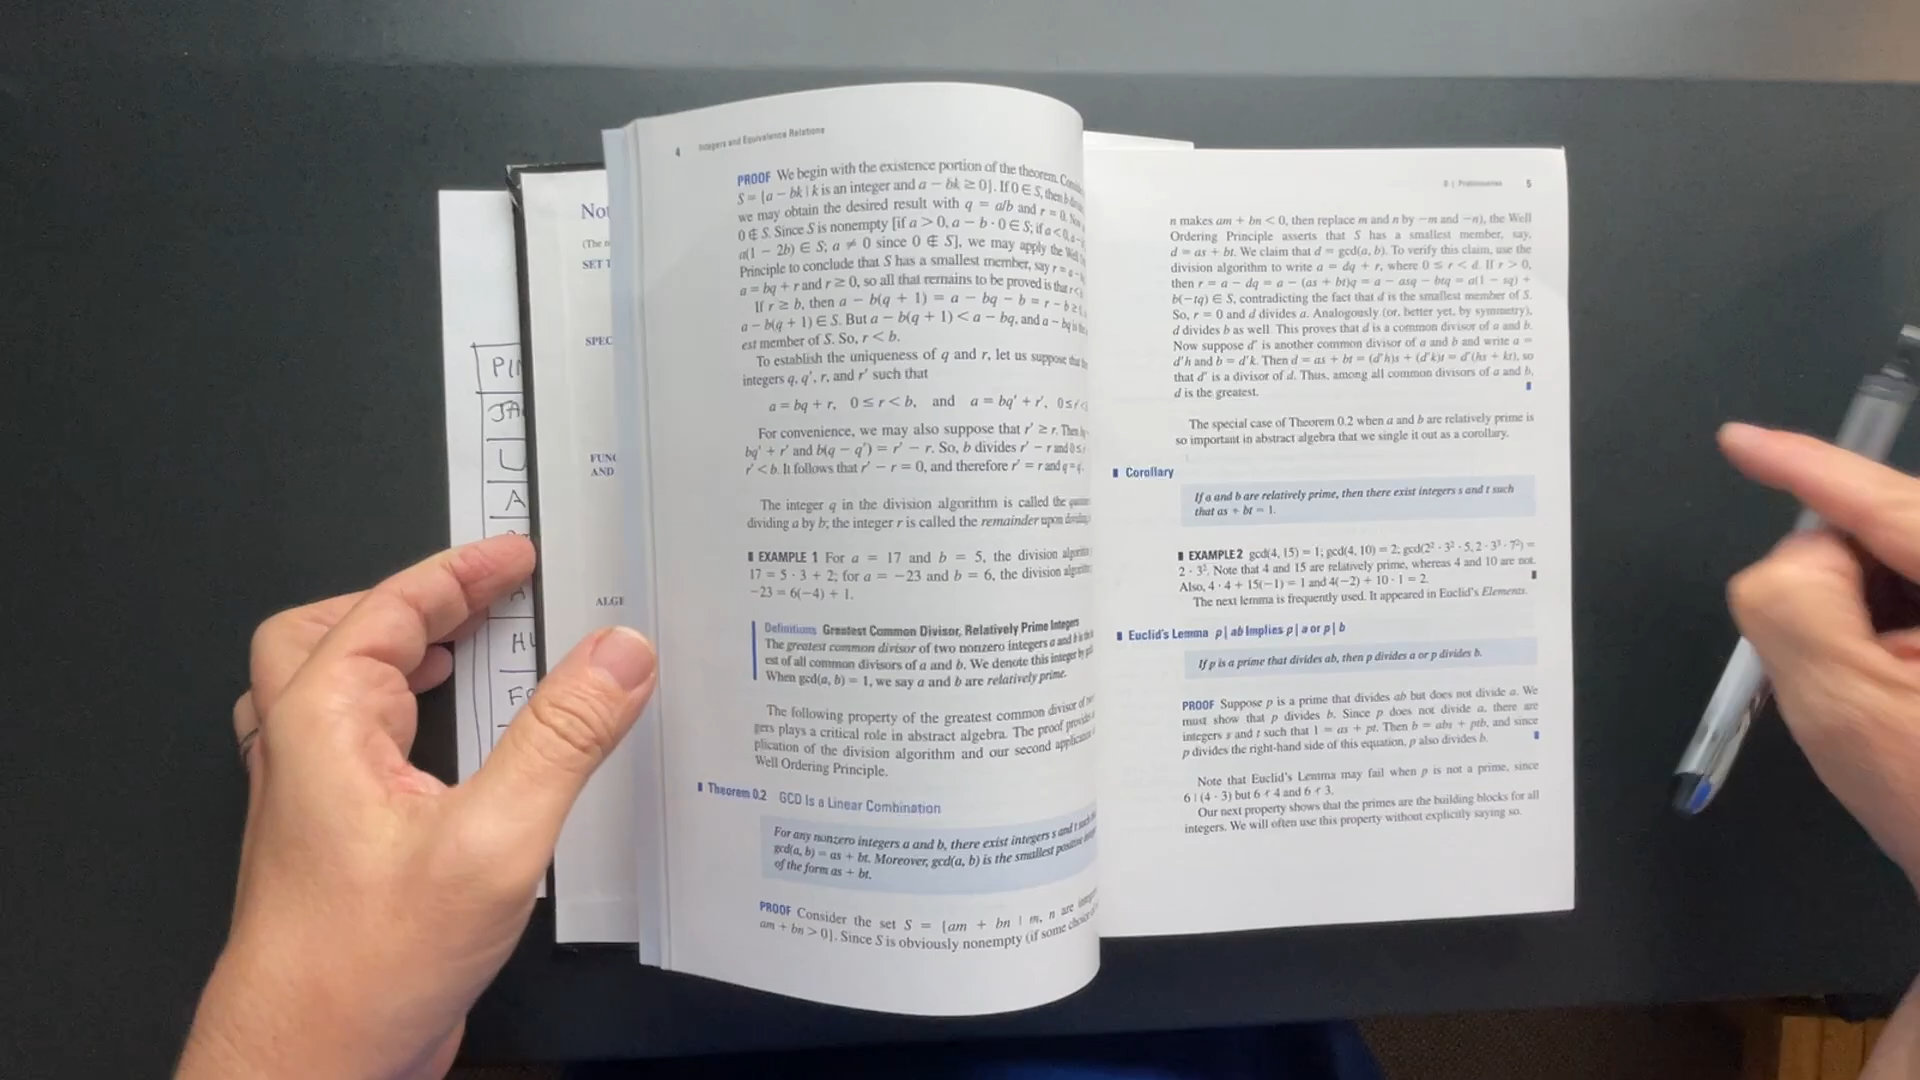 4 Integers and Equivalence Relations
PROOF We begin with the existence portion of the theorem.
S = {a − bk | k is an integer and a − bk ≥ 0}. If 0 ∈ S, then b
we may obtain the desired result with q = a/b and r = 0.
0 ∉ S. Since S is nonempty [if a > 0, a − b · 0 ∈ S; if a < 0,
a(1 − 2b) ∈ S; a ≠ 0 since 0 ∉ S], we may apply the Well
Principle to conclude that S has a smallest member, say r =
a = bq + r and r ≥ 0, so all that remains to be proved is that r <
If r ≥ b, then a − b(q + 1) = a − bq − b = r − b ≥
a − b(q + 1) ∈ S. But a − b(q + 1) < a − bq, and a − bq is the
est member of S. So, r < b.
To establish the uniqueness of q and r, let us suppose that
integers q, q', r, and r' such that
a = bq + r, 0 ≤ r < b, and a = bq' + r', 0 ≤ r'
For convenience, we may also suppose that r' ≥ r. Then
bq' + r' and b(q − q') = r' − r. So, b divides r' − r and 0 ≤
r' < b. It follows that r' − r = 0, and therefore r' = r and q = q'.
The integer q in the division algorithm is called the
dividing a by b; the integer r is called the remainder upon
EXAMPLE 1 For a = 17 and b = 5, the division
17 = 5 · 3 + 2; for a = −23 and b = 6, the division
−23 = 6(−4) + 1.
Definitions Greatest Common Divisor, Relatively Prime Integers
The greatest common divisor of two nonzero integers a and b is the
est of all common divisors of a and b. We denote this integer by
When gcd(a, b) = 1, we say a and b are relatively prime.
The following property of the greatest common divisor of
gers plays a critical role in abstract algebra. The proof provides
plication of the division algorithm and our second application
Well Ordering Principle.
Theorem 0.2 GCD Is a Linear Combination
For any nonzero integers a and b, there exist integers s and t such
gcd(a, b) = as + bt. Moreover, gcd(a, b) is the smallest positive
of the form as + bt.
PROOF Consider the set S = {am + bn | m, n are
am + bn > 0}. Since S is obviously nonempty (if some choice
0 | Preliminaries 5
n makes am + bn < 0, then replace m and n by −m and −n), the Well
Ordering Principle asserts that S has a smallest member, say,
d = as + bt. We claim that d = gcd(a, b). To verify this claim, use the
division algorithm to write a = dq + r, where 0 ≤ r < d. If r > 0,
then r = a − dq = a − (as + bt)q = a − asq − btq = a(1 − sq) +
b(−tq) ∈ S, contradicting the fact that d is the smallest member of S.
So, r = 0 and d divides a. Analogously (or, better yet, by symmetry),
d divides b as well. This proves that d is a common divisor of a and b.
Now suppose d' is another common divisor of a and b and write a =
d'h and b = d'k. Then d = as + bt = (d'h)s + (d'k)t = d'(hs + kt), so
that d' is a divisor of d. Thus, among all common divisors of a and b,
d is the greatest.
The special case of Theorem 0.2 when a and b are relatively prime is
so important in abstract algebra that we single it out as a corollary.
Corollary
If a and b are relatively prime, then there exist integers s and t such
that as + bt = 1.
EXAMPLE 2 gcd(4, 15) = 1; gcd(4, 10) = 2; gcd(2² · 3² · 5, 2 · 3³ · 7²) =
2 · 3². Note that 4 and 15 are relatively prime, whereas 4 and 10 are not.
Also, 4 · 4 + 15(−1) = 1 and 4(−2) + 10 · 1 = 2.
The next lemma is frequently used. It appeared in Euclid's Elements.
Euclid's Lemma p | ab Implies p | a or p | b
If p is a prime that divides ab, then p divides a or p divides b.
PROOF Suppose p is a prime that divides ab but does not divide a. We
must show that p divides b. Since p does not divide a, there are
integers s and t such that 1 = as + pt. Then b = abs + ptb, and since
p divides the right-hand side of this equation, p also divides b.
Note that Euclid's Lemma may fail when p is not a prime, since
6 | (4 · 3) but 6 ∤ 4 and 6 ∤ 3.
Our next property shows that the primes are the building blocks for all
integers. We will often use this property without explicitly saying so.
Not
(The n
SET T
SPEC
FUNC
AND
ALGE
PIN
JA
U
A
A
HU
FO